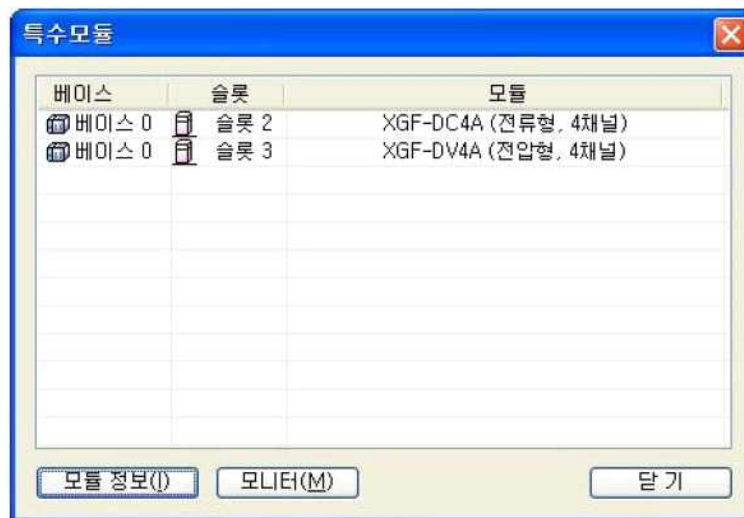 특수모듈
베이스 슬롯 모듈
베이스 0 슬롯 2 XGF-DC4A (전류형, 4채널)
베이스 0 슬롯 3 XGF-DV4A (전압형, 4채널)
모듈 정보(I) 모니터(M) 닫 기